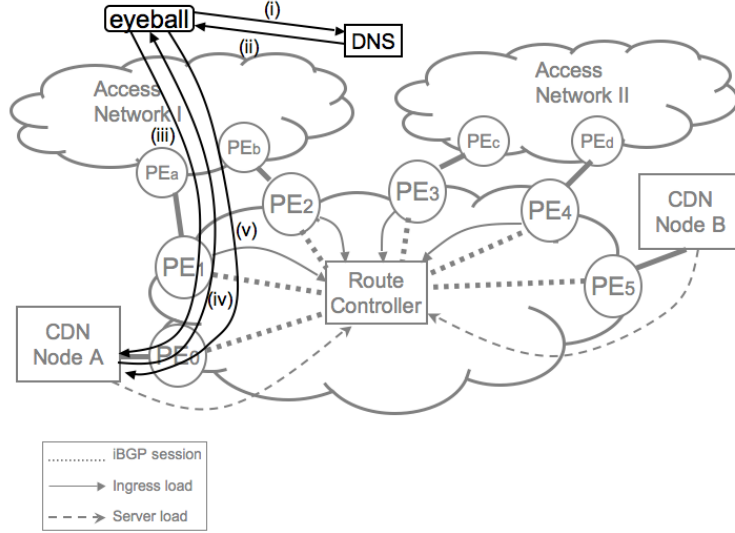 eyeball
(i)
(ii)
DNS
Access
Network I
(iii)
Access
Network II
PEa
PEb
PEc
PEd
PE1
PE2
PE3
PE4
PE5
PE0
(v)
(iv)
Route
Controller
CDN
Node A
CDN
Node B
iBGP session
Ingress load
Server load